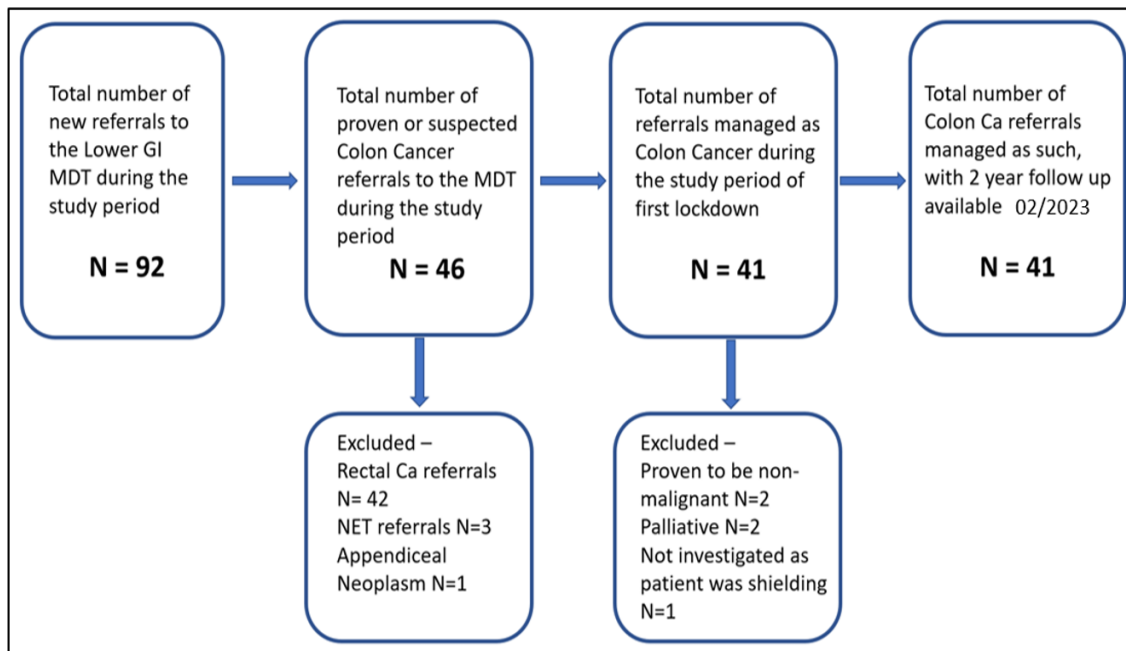 Total number of
new referrals to
the Lower GI
MDT during the
study period
N = 92
Total number of
proven or suspected
Colon Cancer
referrals to the MDT
during the study
period
N = 46
Total number of
referrals managed as
Colon Cancer during
the study period of
first lockdown
N = 41
Total number of
Colon Ca referrals
managed as such,
with 2 year follow up
available 02/2023
N = 41
Excluded –
Rectal Ca referrals
N= 42
NET referrals N=3
Appendiceal
Neoplasm N=1
Excluded –
Proven to be non-
malignant N=2
Palliative N=2
Not investigated as
patient was shielding
N=1